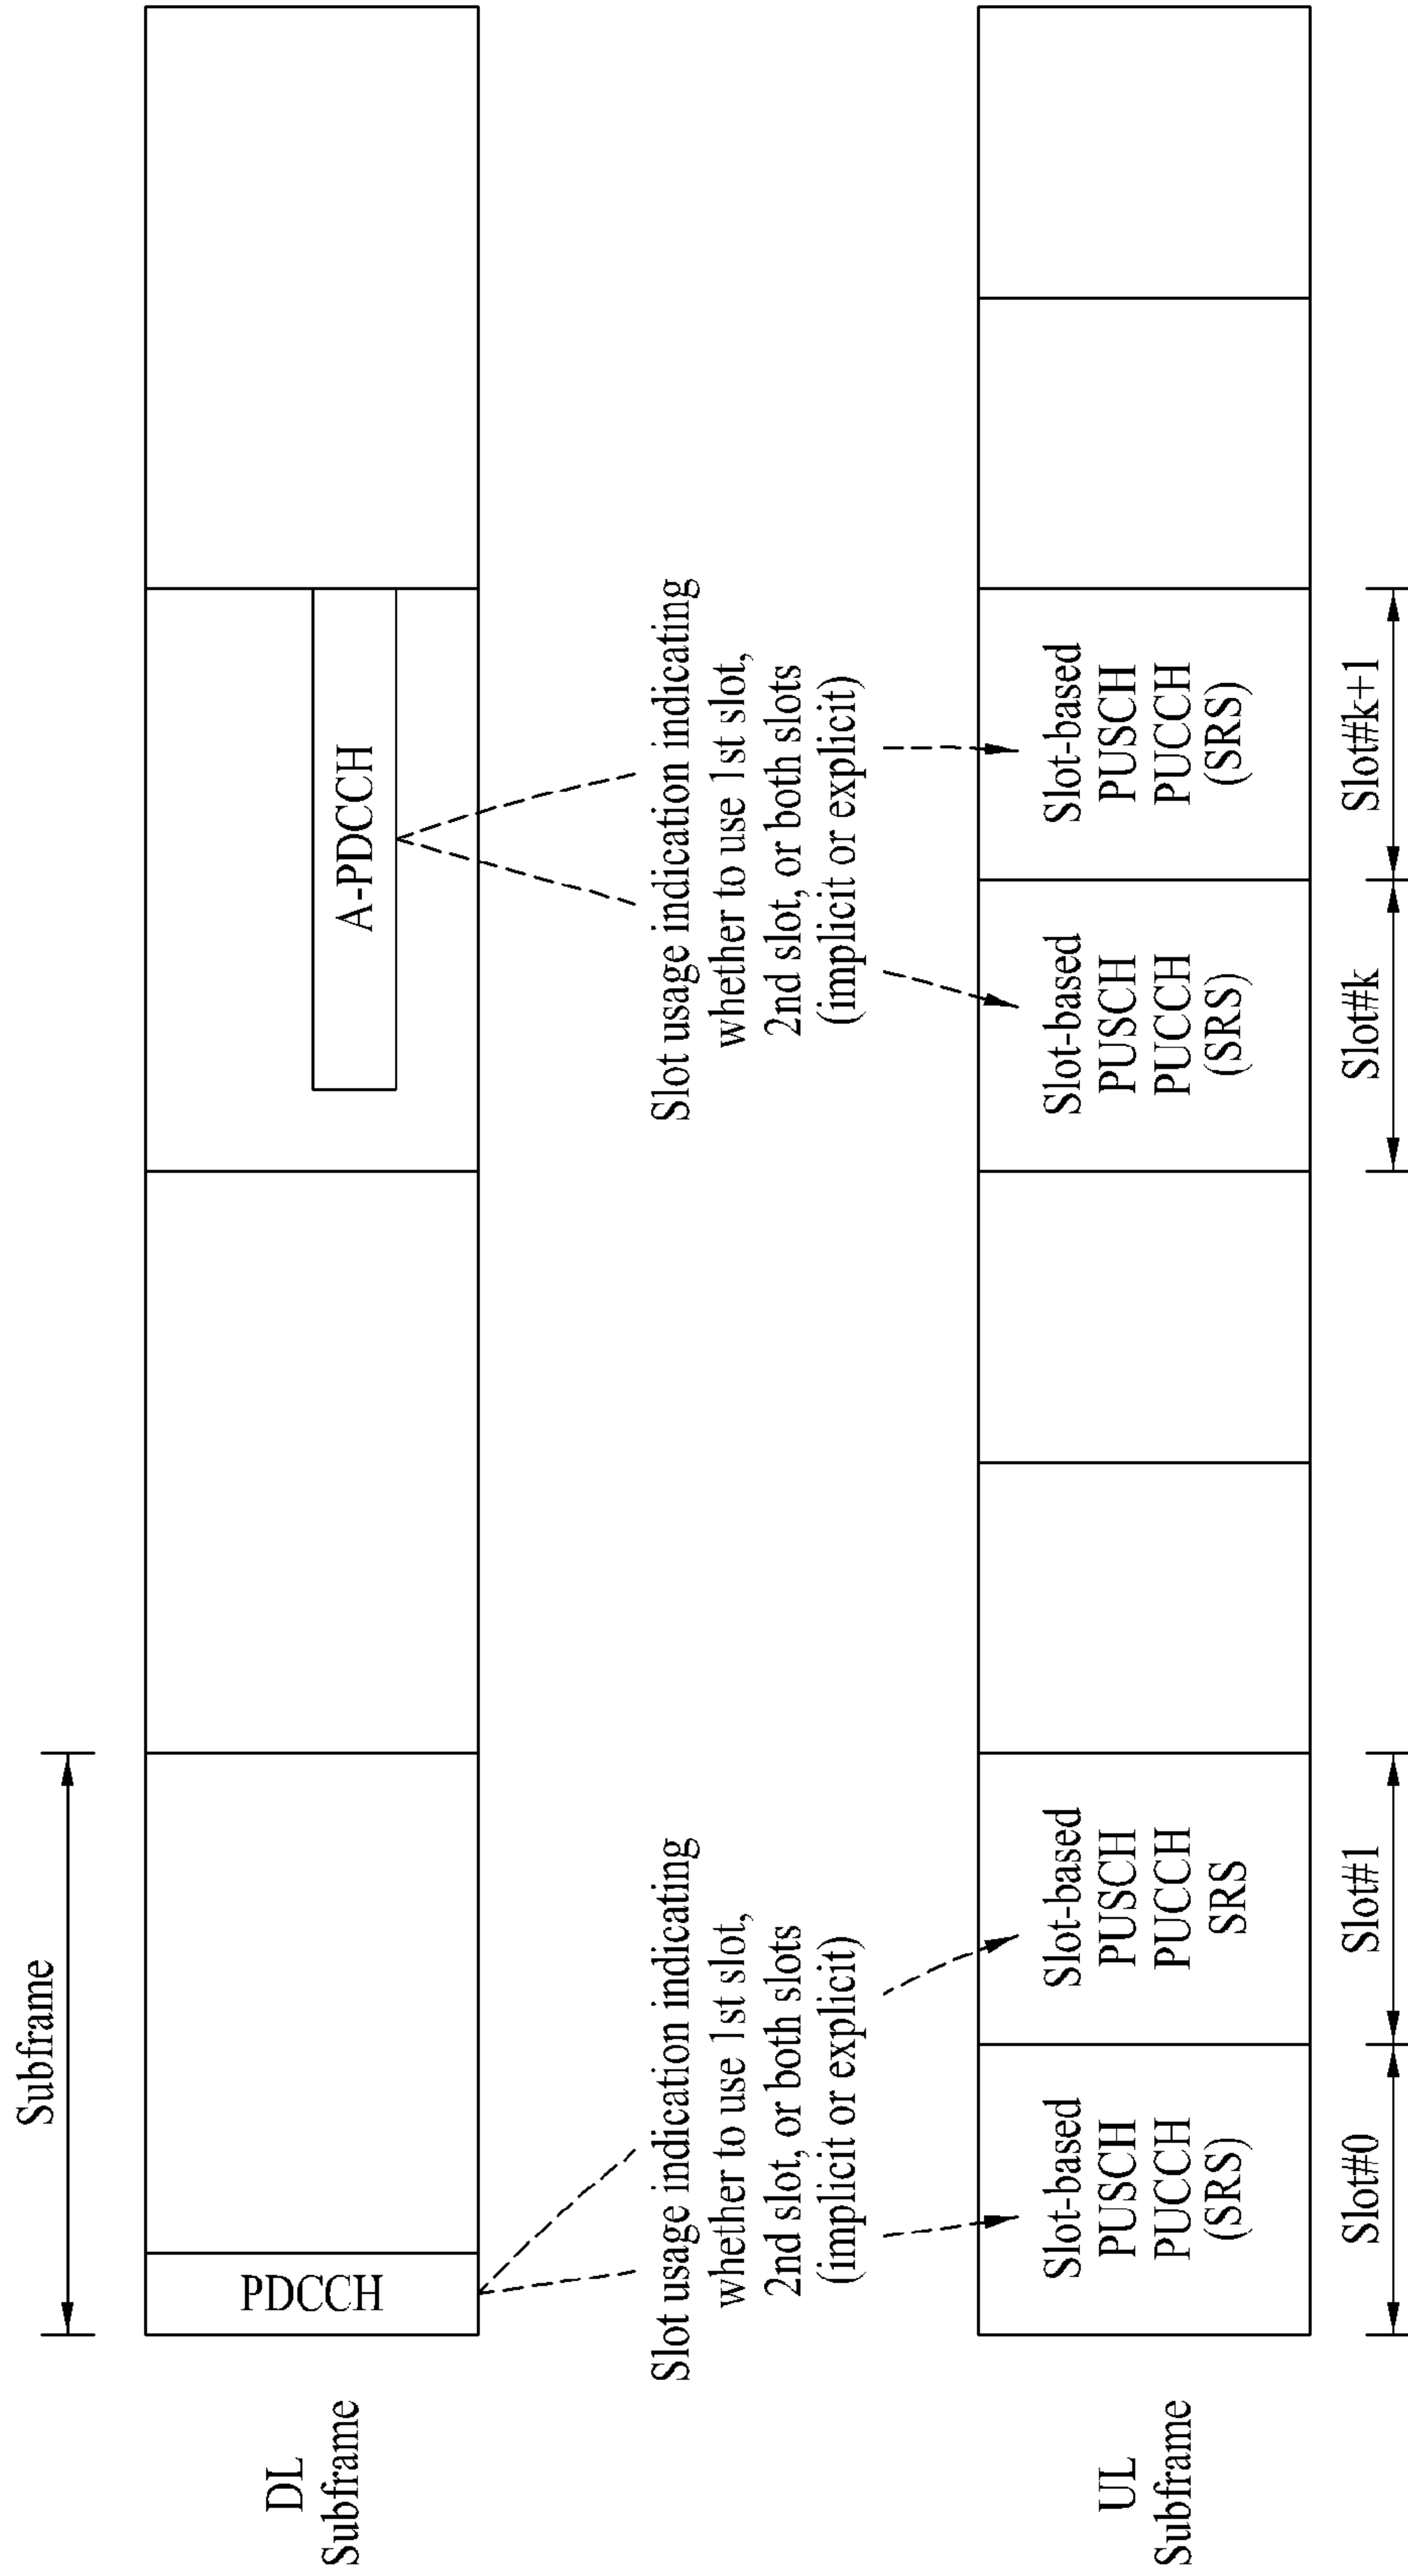 Subframe
DL
Subframe
PDCCH
A-PDCCH
Slot usage indication indicating
whether to use 1st slot,
2nd slot, or both slots
(implicit or explicit)
Slot usage indication indicating
whether to use 1st slot,
2nd slot, or both slots
(implicit or explicit)
UL
Subframe
Slot-based
PUSCH
PUCCH
(SRS)
Slot-based
PUSCH
PUCCH
SRS
Slot-based
PUSCH
PUCCH
(SRS)
Slot-based
PUSCH
PUCCH
(SRS)
Slot#0
Slot#1
Slot#k
Slot#k+1